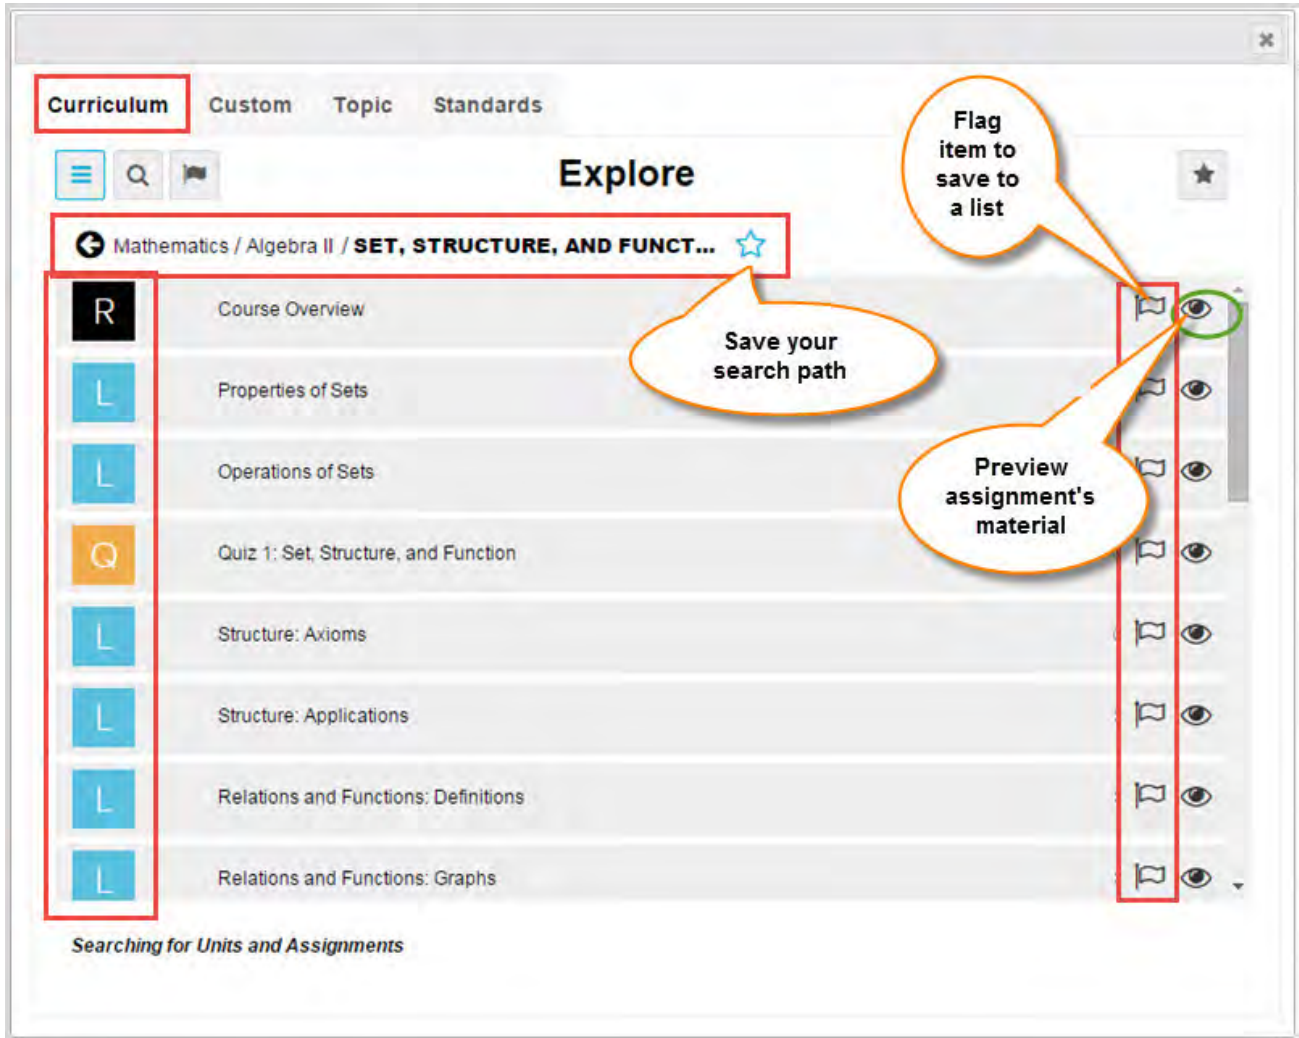 Curriculum Custom Topic Standards
Explore
Mathematics / Algebra II / SET, STRUCTURE, AND FUNCT...
Flag
item to
save to
a list
R Course Overview
Save your
search path
L Properties of Sets
L Operations of Sets
Preview
assignment's
material
Q Quiz 1: Set, Structure, and Function
L Structure: Axioms
L Structure: Applications
L Relations and Functions: Definitions
L Relations and Functions: Graphs
Searching for Units and Assignments